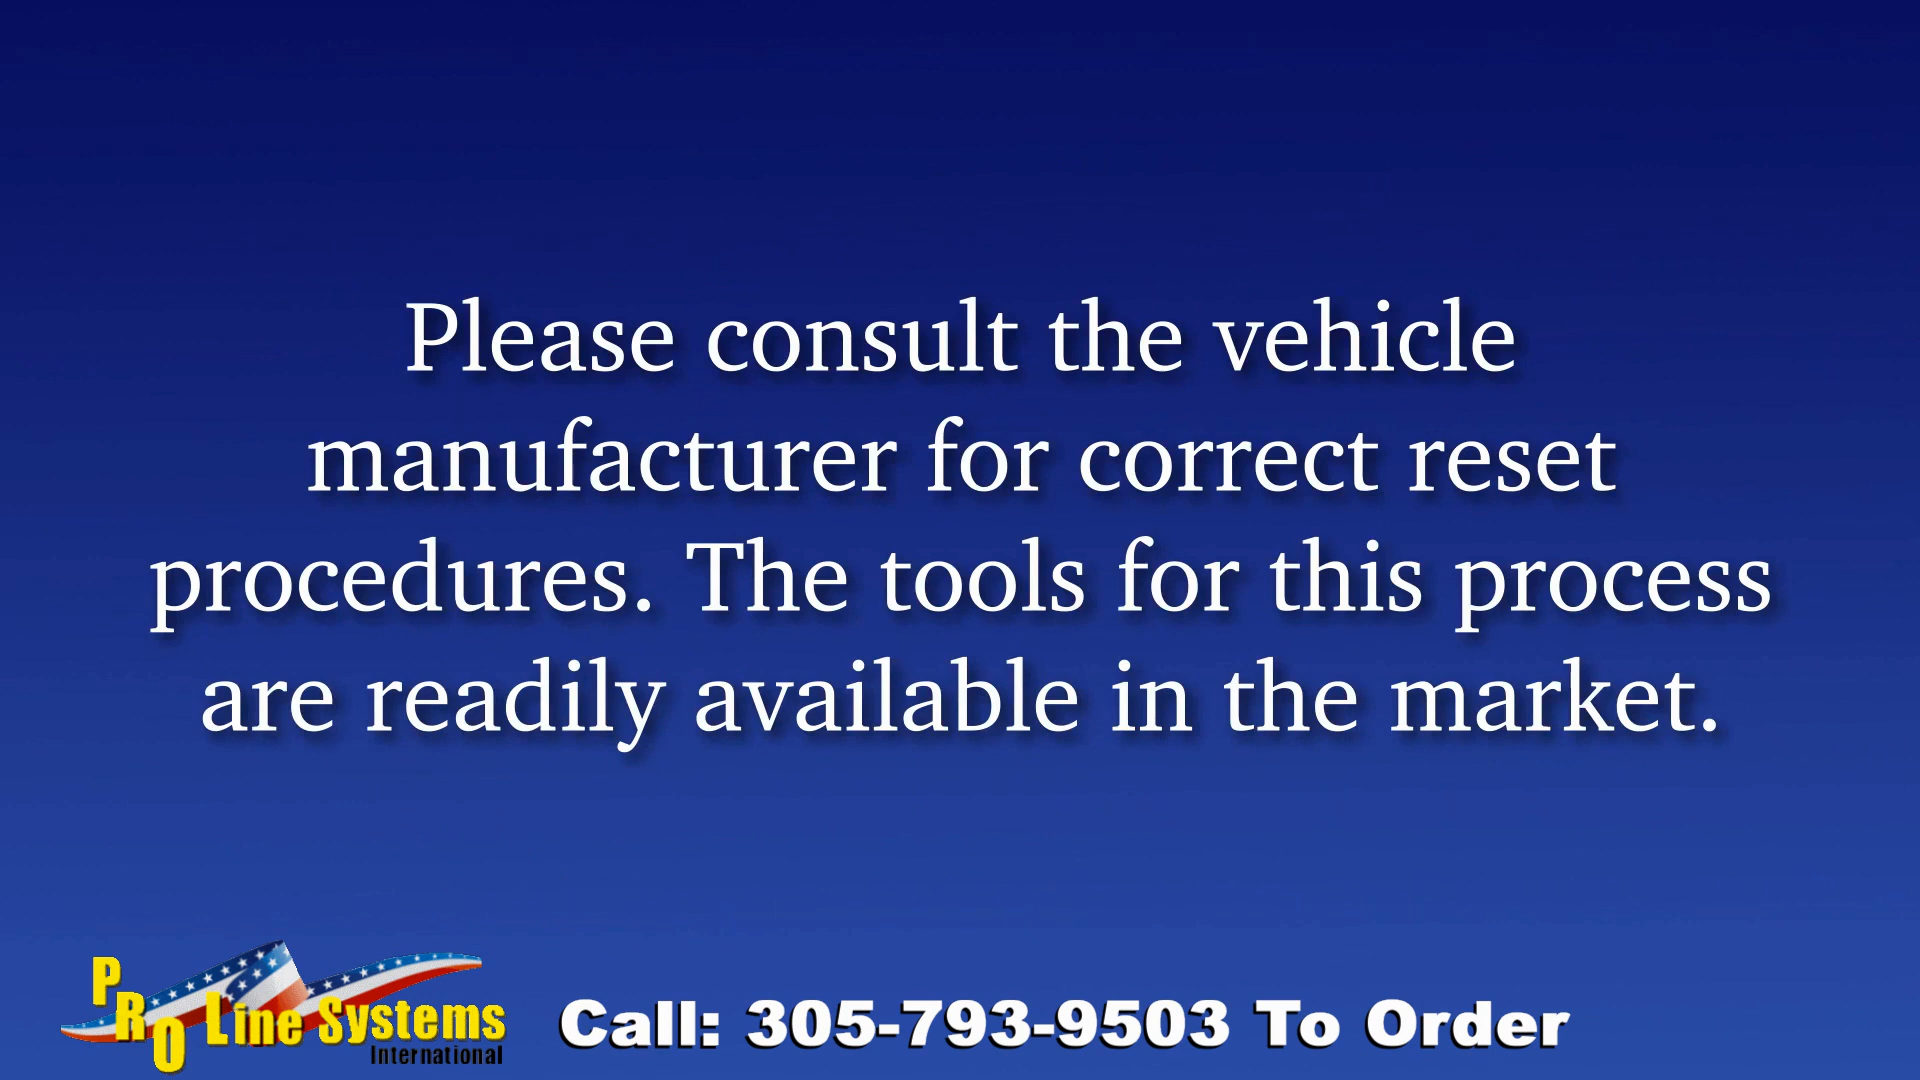 Please consult the vehicle
manufacturer for correct reset
procedures. The tools for this process
are readily available in the market.
PRO Line Systems
International
Call: 305-793-9503 To Order